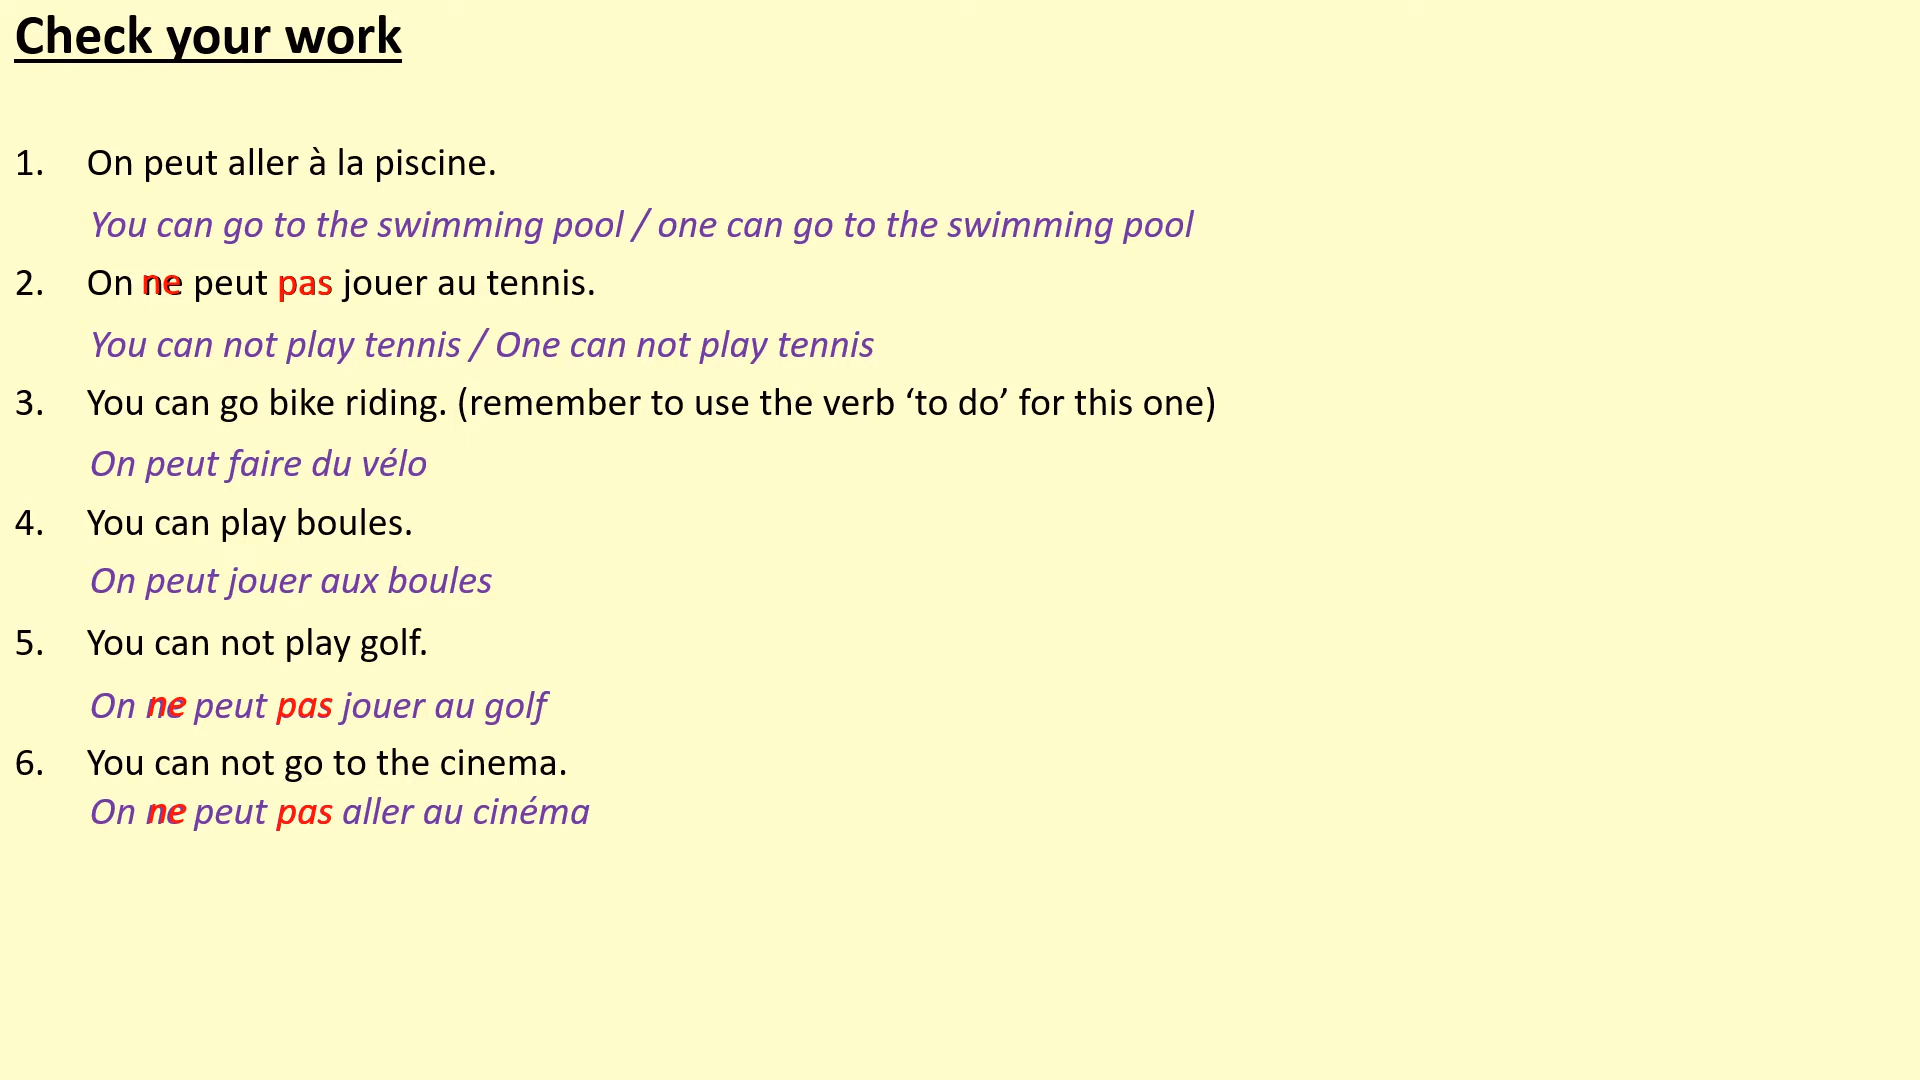 Check your work
1. On peut aller à la piscine.
You can go to the swimming pool / one can go to the swimming pool
2. On ne peut pas jouer au tennis.
You can not play tennis / One can not play tennis
3. You can go bike riding. (remember to use the verb ‘to do’ for this one)
On peut faire du vélo
4. You can play boules.
On peut jouer aux boules
5. You can not play golf.
On ne peut pas jouer au golf
6. You can not go to the cinema.
On ne peut pas aller au cinéma